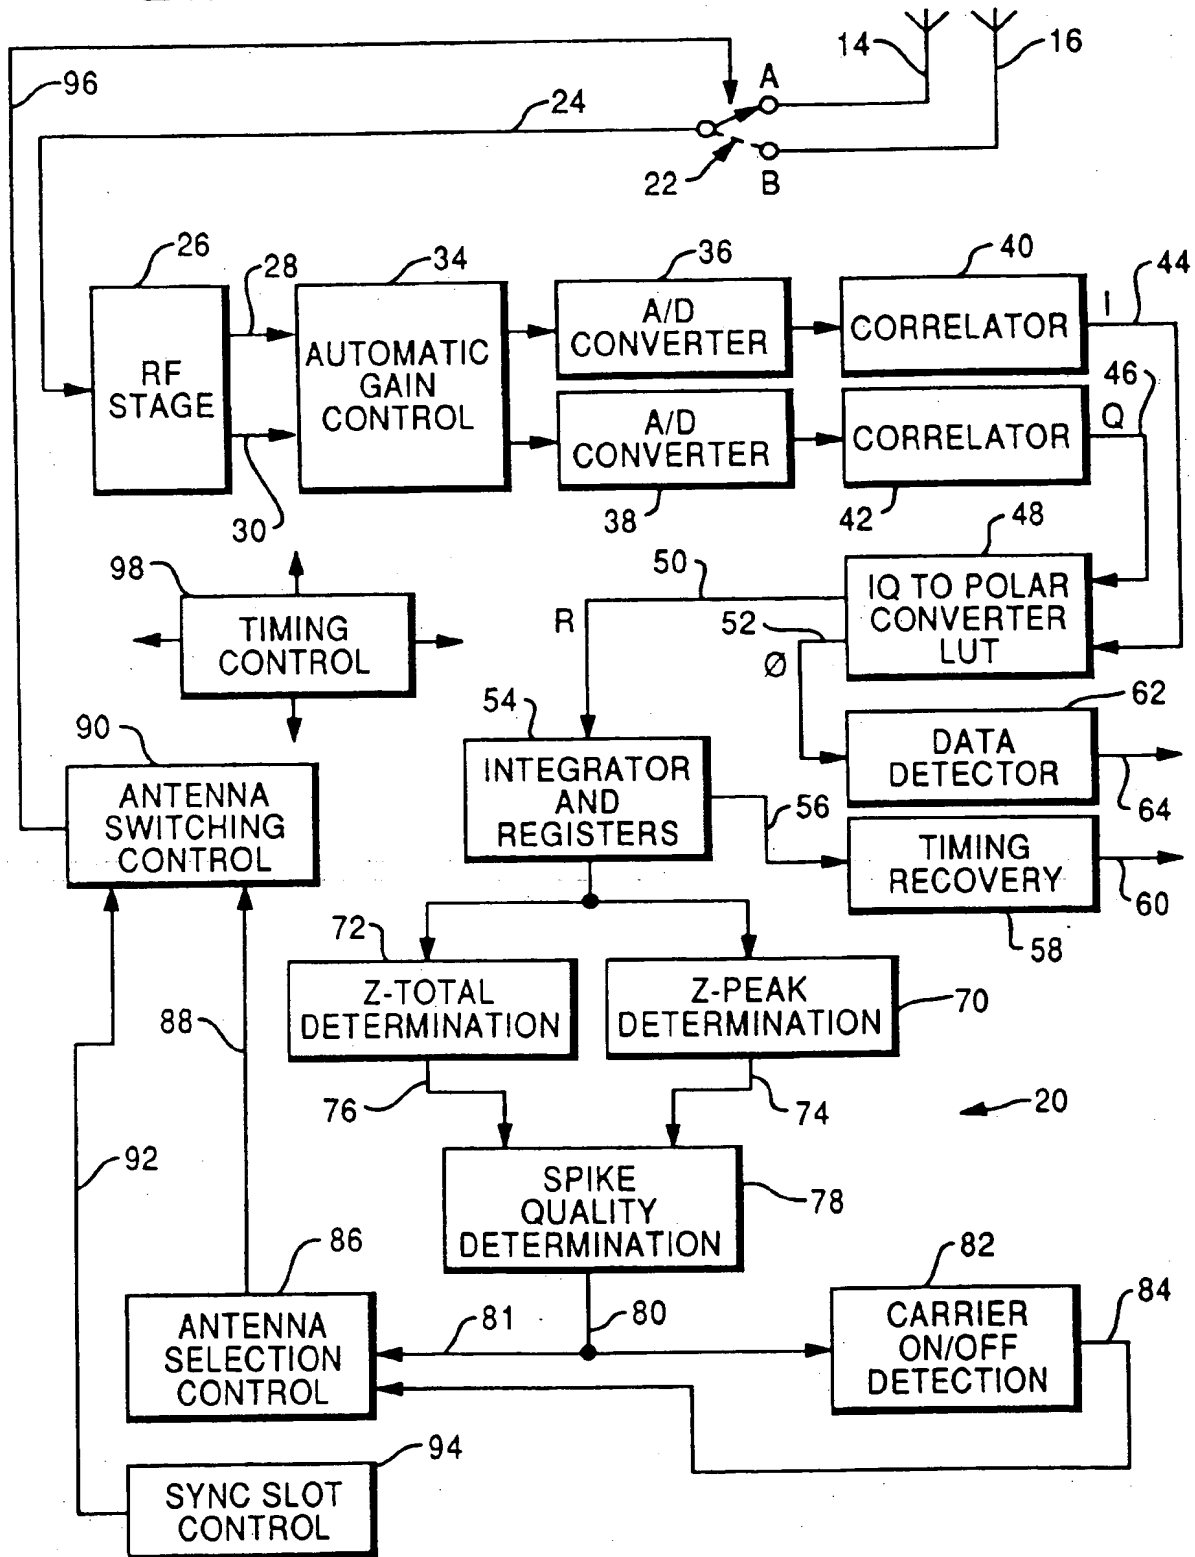 14
16
A
96
24
22
B
26
28
34
36
40
44
I
RF
STAGE
AUTOMATIC
GAIN
CONTROL
A/D
CONVERTER
CORRELATOR
46
Q
A/D
CONVERTER
CORRELATOR
30
38
42
48
98
50
IQ TO POLAR
CONVERTER
LUT
R
52
Ø
TIMING
CONTROL
62
54
90
DATA
DETECTOR
64
INTEGRATOR
AND
REGISTERS
56
ANTENNA
SWITCHING
CONTROL
TIMING
RECOVERY
60
58
72
Z-TOTAL
DETERMINATION
Z-PEAK
DETERMINATION
70
88
76
74
20
92
SPIKE
QUALITY
DETERMINATION
78
86
82
81
80
84
ANTENNA
SELECTION
CONTROL
CARRIER
ON/OFF
DETECTION
94
SYNC SLOT
CONTROL